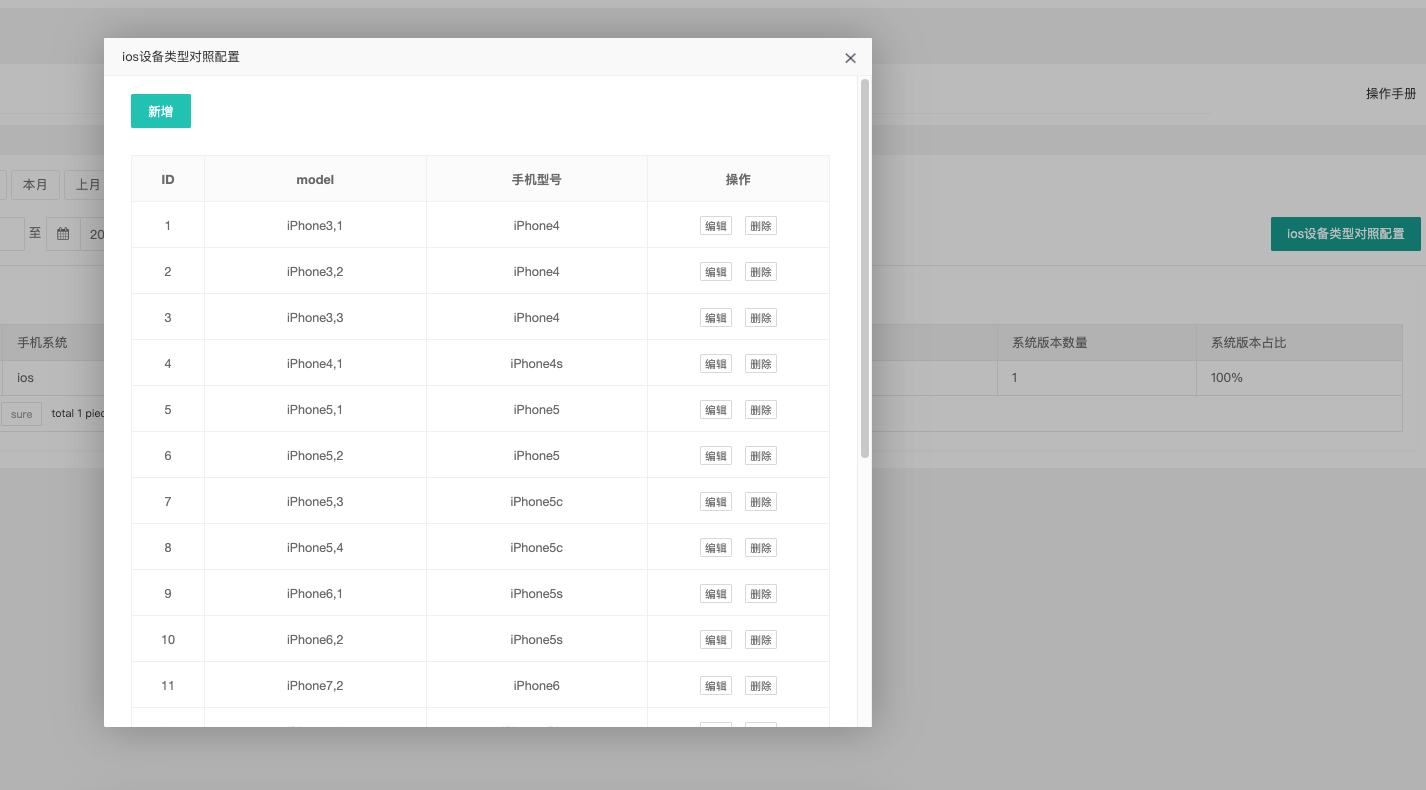 ios设备类型对照配置
操作手册
新增
本月 上月
至 20
ios设备类型对照配置
ID model 手机型号 操作
1 iPhone3,1 iPhone4 编辑 删除
2 iPhone3,2 iPhone4 编辑 删除
3 iPhone3,3 iPhone4 编辑 删除
4 iPhone4,1 iPhone4s 编辑 删除
5 iPhone5,1 iPhone5 编辑 删除
6 iPhone5,2 iPhone5 编辑 删除
7 iPhone5,3 iPhone5c 编辑 删除
8 iPhone5,4 iPhone5c 编辑 删除
9 iPhone6,1 iPhone5s 编辑 删除
10 iPhone6,2 iPhone5s 编辑 删除
11 iPhone7,2 iPhone6 编辑 删除
手机系统 系统版本数量 系统版本占比
ios 1 100%
sure total 1 piec